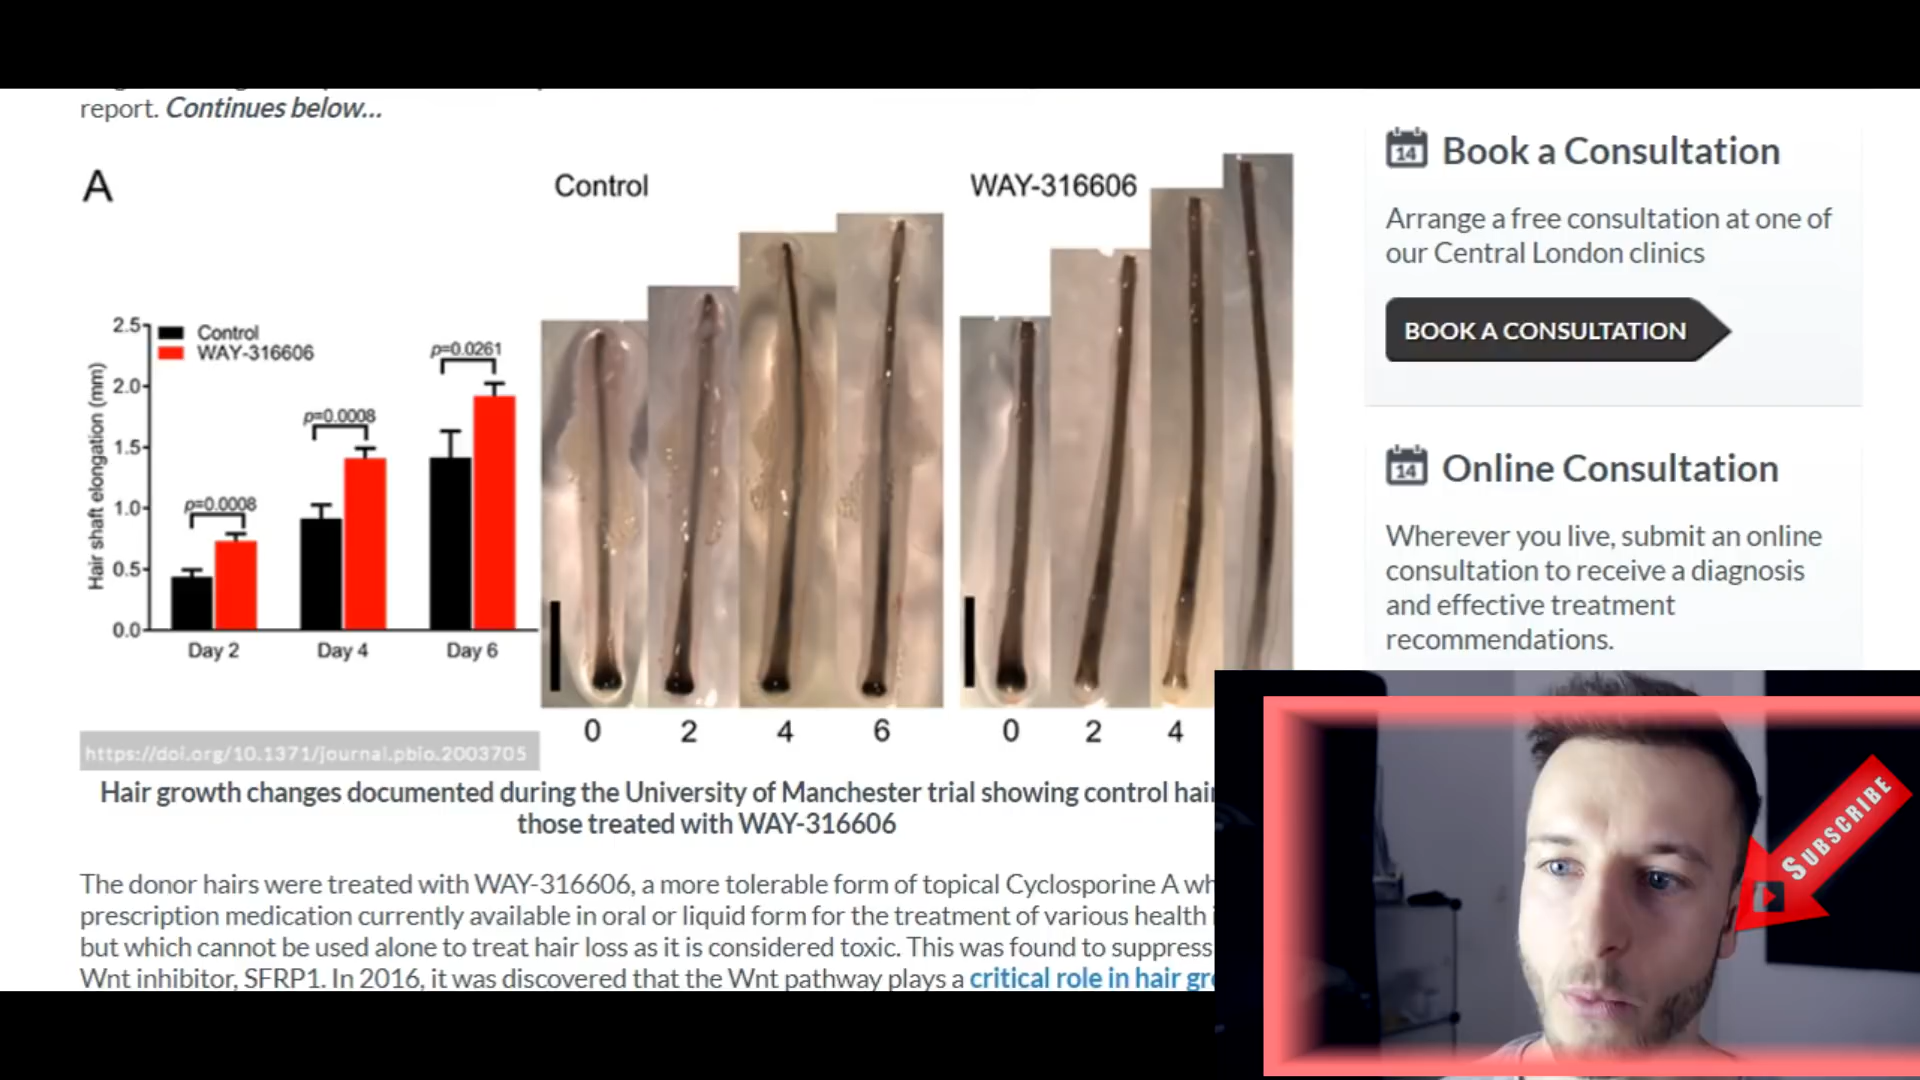 report. Continues below...
A
Control
WAY-316606
2.5
2.0
1.5
1.0
0.5
0.0
Hair shaft elongation (mm)
Control
WAY-316606
p=0.0008
p=0.0008
p=0.0261
Day 2
Day 4
Day 6
0 2 4 6
0 2 4
https://doi.org/10.1371/journal.pbio.2003705
Hair growth changes documented during the University of Manchester trial showing control hair
those treated with WAY-316606
The donor hairs were treated with WAY-316606, a more tolerable form of topical Cyclosporine A
prescription medication currently available in oral or liquid form for the treatment of various health
but which cannot be used alone to treat hair loss as it is considered toxic. This was found to suppress
Wnt inhibitor, SFRP1. In 2016, it was discovered that the Wnt pathway plays a critical role in hair
14 Book a Consultation
Arrange a free consultation at one of
our Central London clinics
BOOK A CONSULTATION
14 Online Consultation
Wherever you live, submit an online
consultation to receive a diagnosis
and effective treatment
recommendations.
SUBSCRIBE